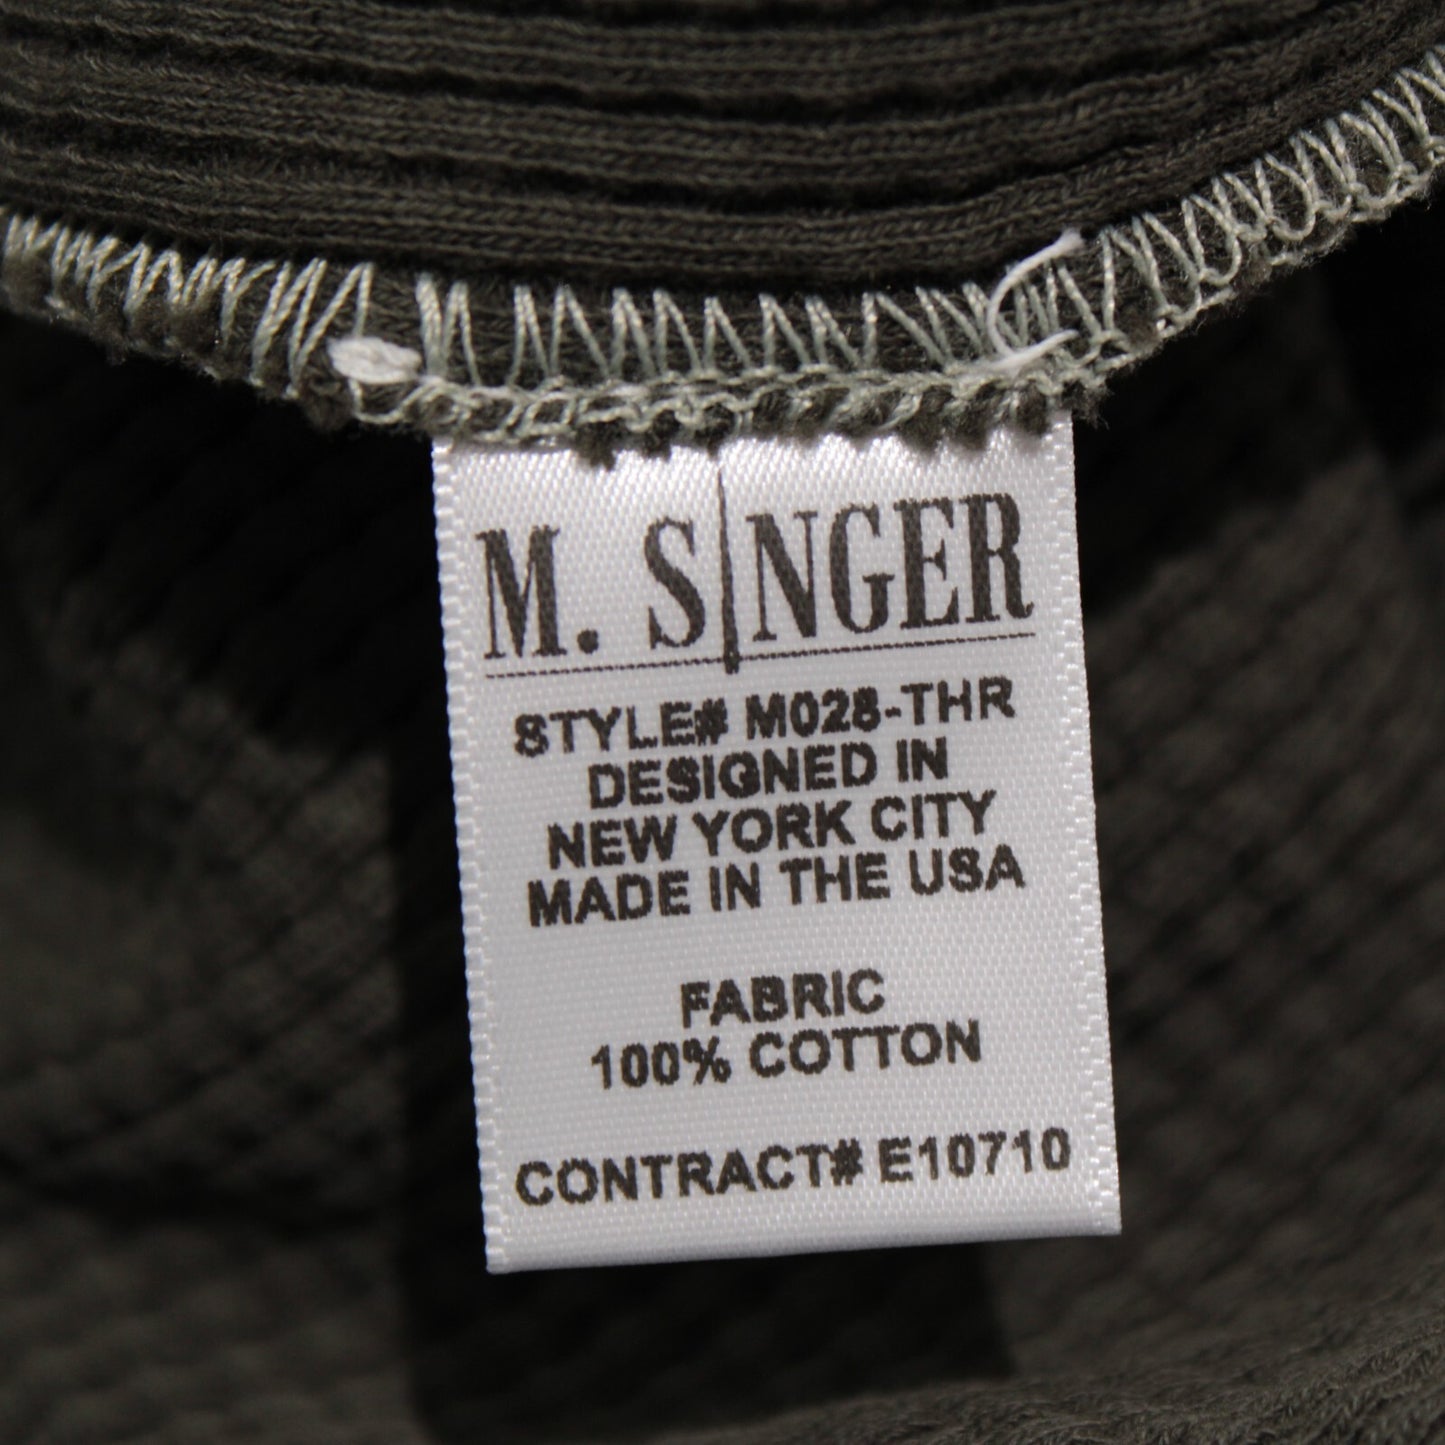 M. SINGER
STYLE# M028-THR
DESIGNED IN
NEW YORK CITY
MADE IN THE USA
FABRIC
100% COTTON
CONTRACT# E10710